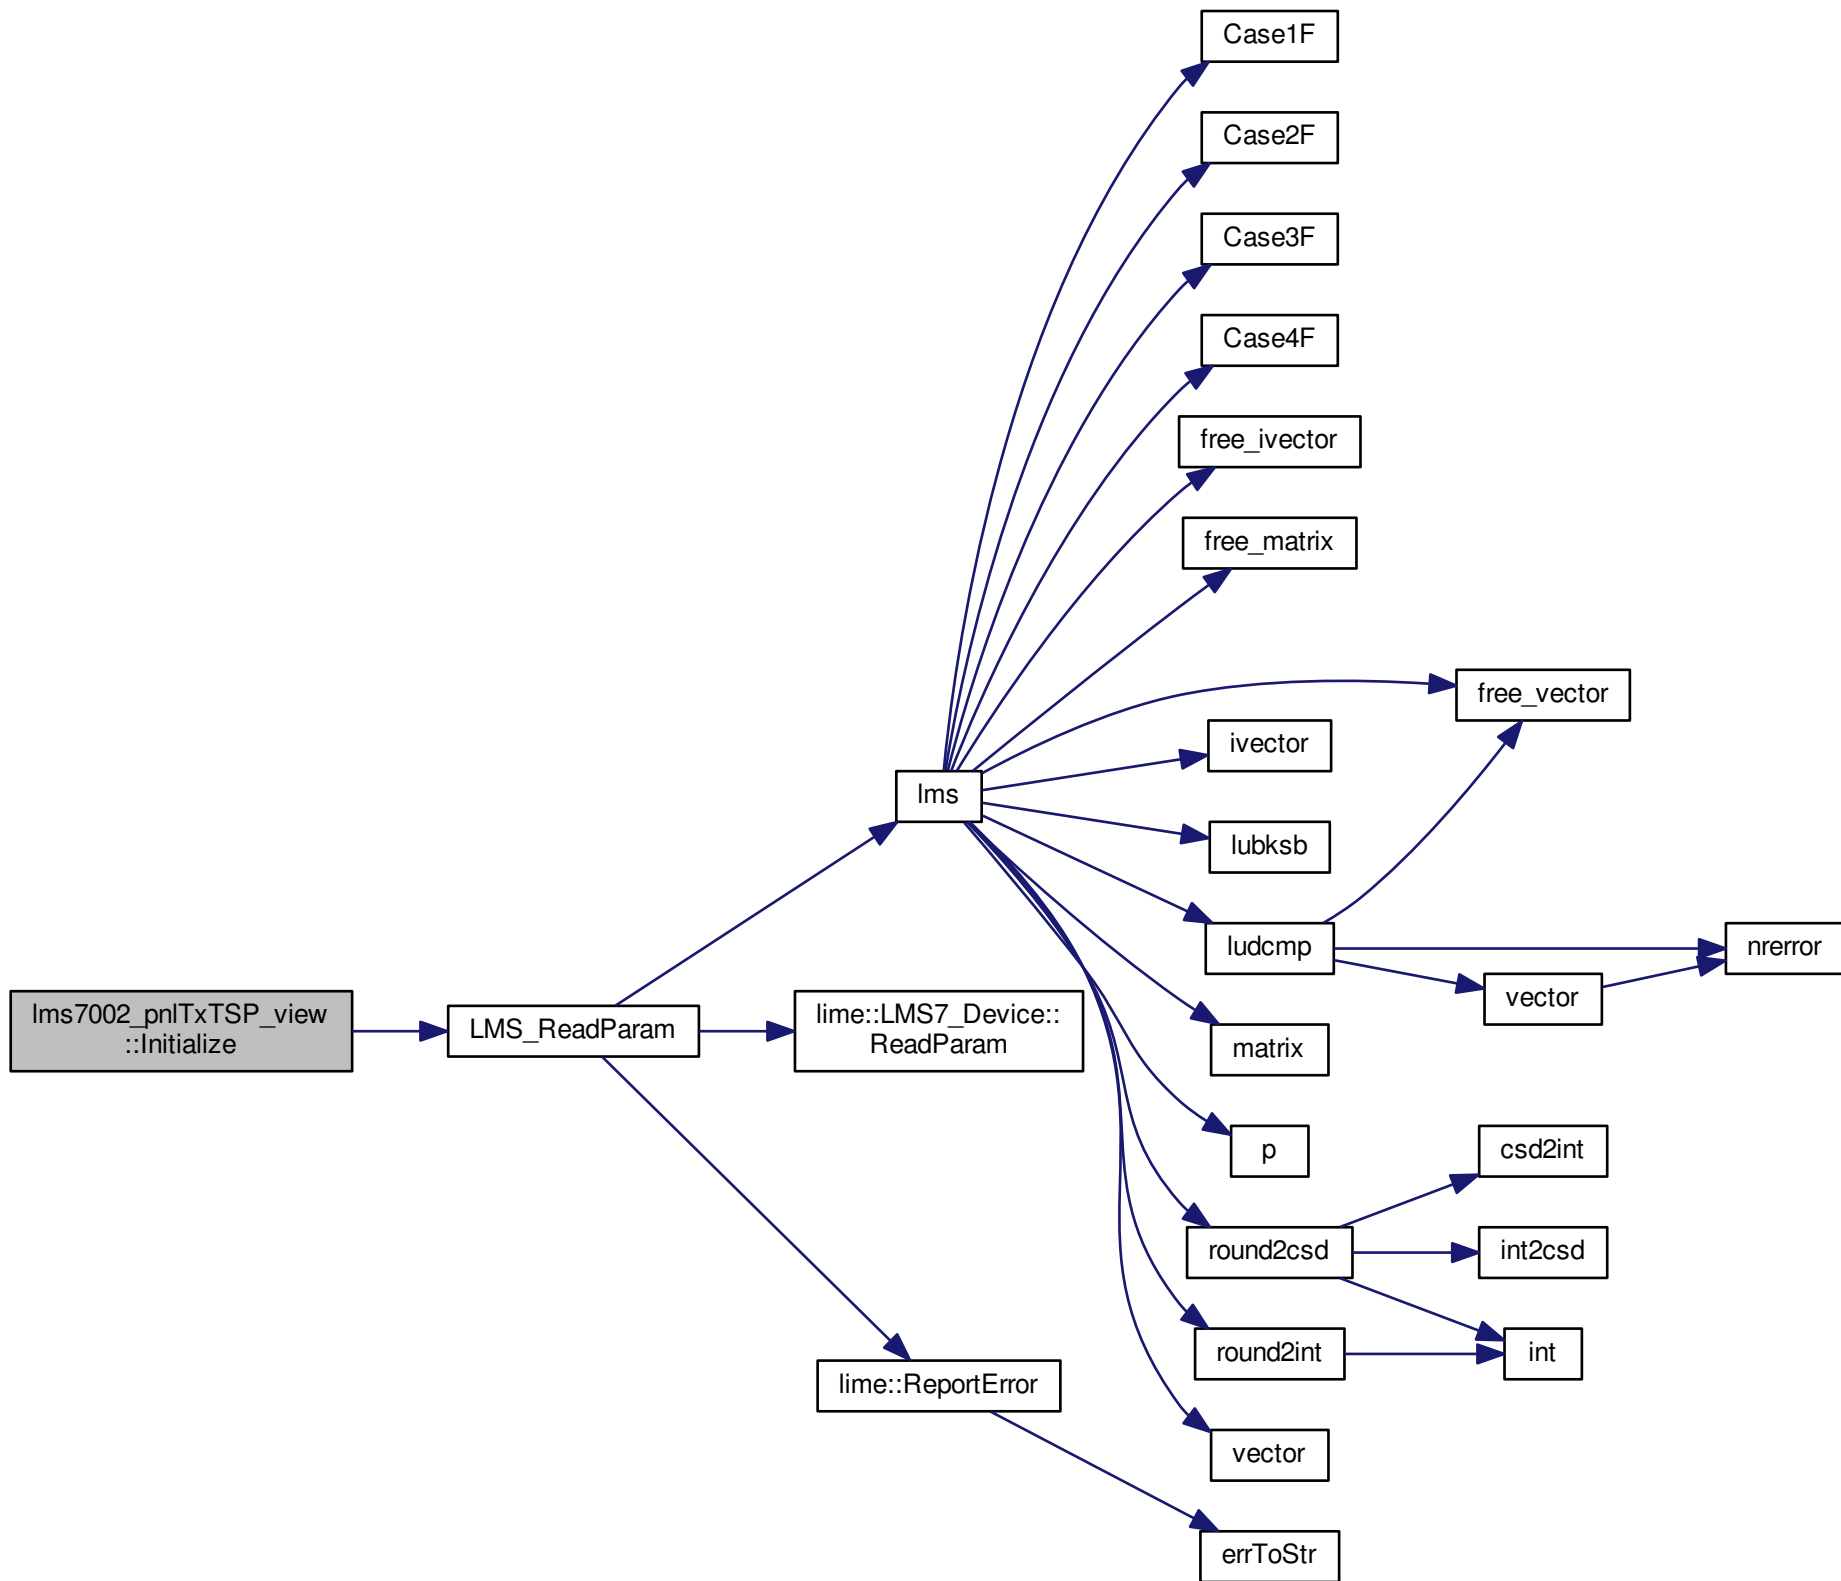 Case1F
Case2F
Case3F
Case4F
free_ivector
free_matrix
free_vector
ivector
lms
lubksb
ludcmp
nrerror
vector
lms7002_pnlTxTSP_view
::Initialize
LMS_ReadParam
lime::LMS7_Device::
ReadParam
matrix
p
csd2int
round2csd
int2csd
round2int
int
lime::ReportError
vector
errToStr